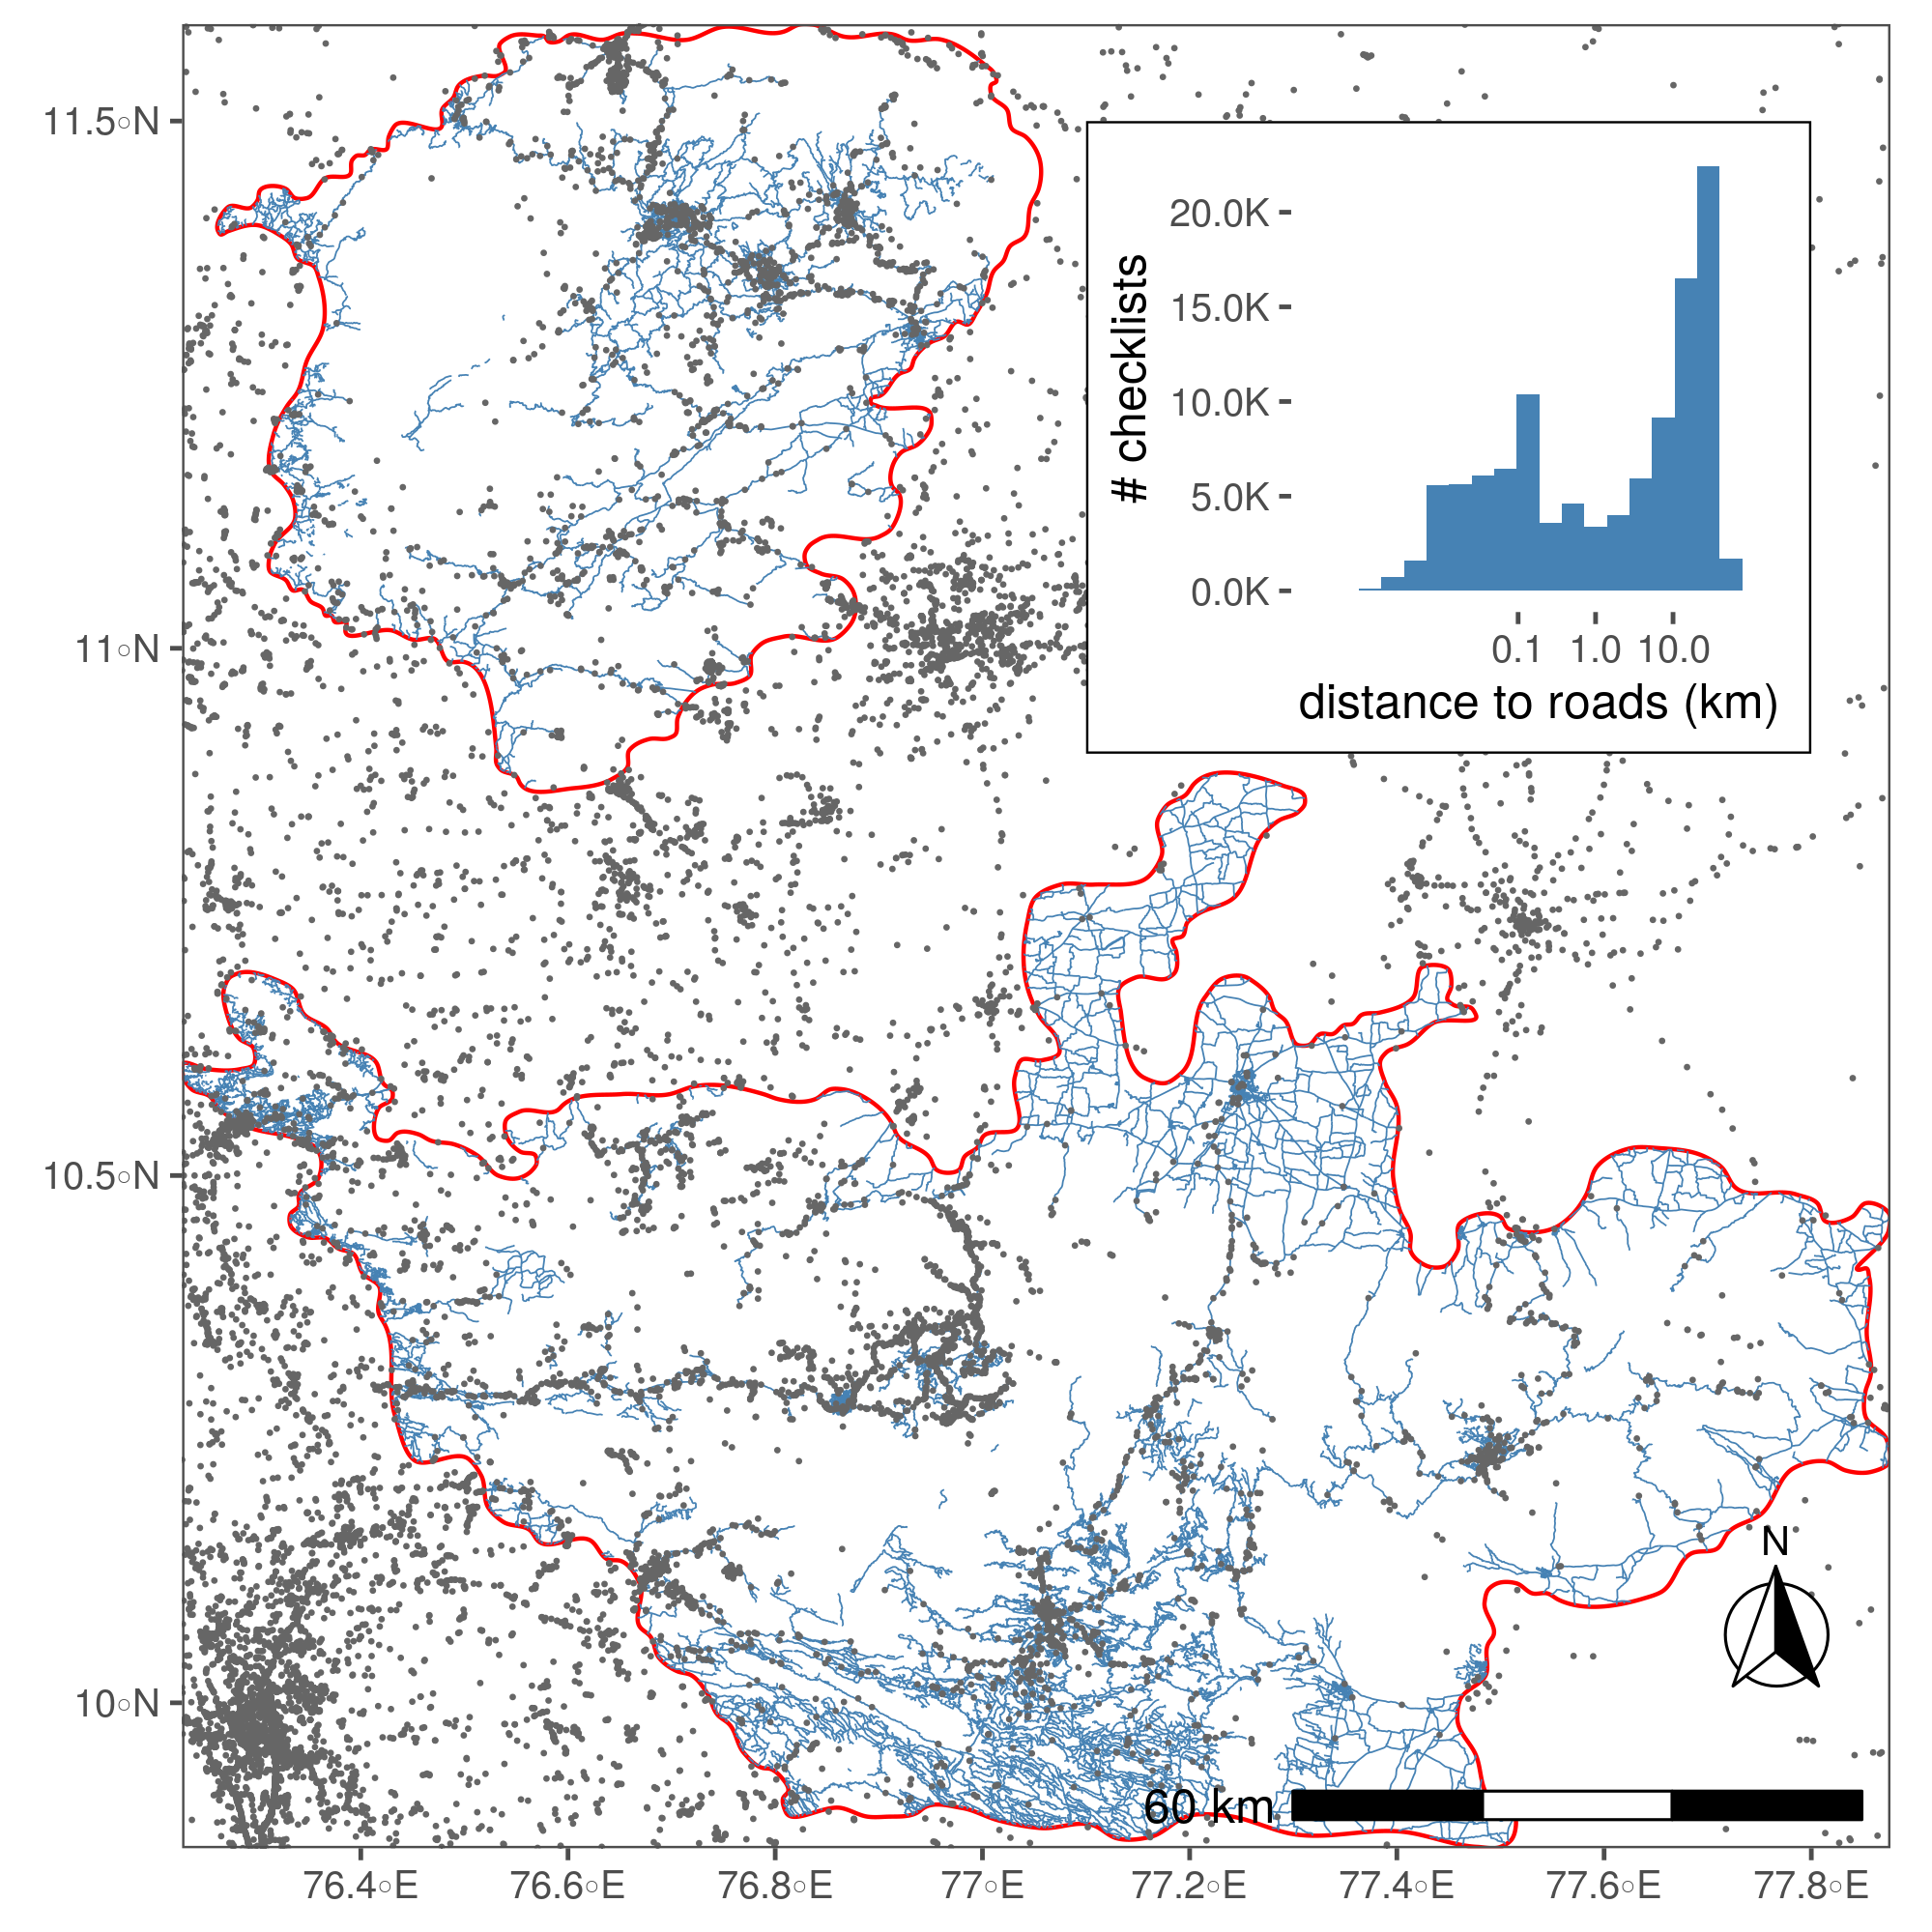 11.5○N
11○N
10.5○N
10○N
76.4○E 76.6○E 76.8○E 77○E 77.2○E 77.4○E 77.6○E 77.8○E
# checklists
20.0K
15.0K
10.0K
5.0K
0.0K
0.1 1.0 10.0
distance to roads (km)
N
60 km